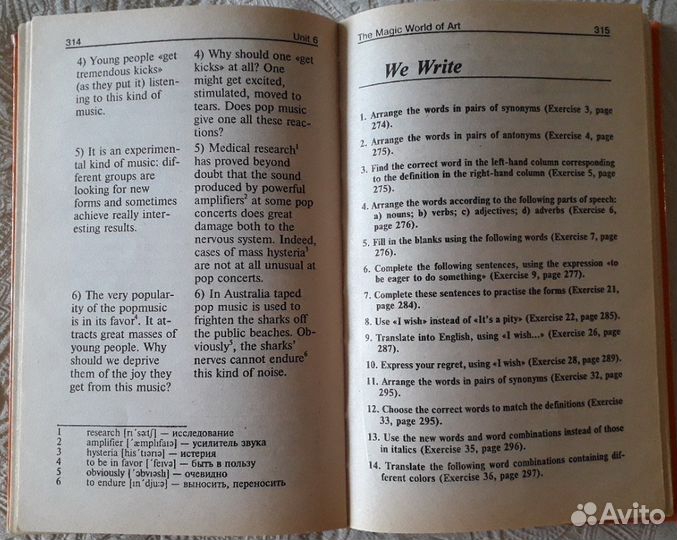 314
Unit 6
4) Young people «get
tremendous kicks»
(as they put it) listen-
ing to this kind of
music.
4) Why should one «get
kicks» at all? One
might get excited,
stimulated, moved to
tears. Does pop music
give one all these reac-
tions?
5) It is an experimen-
tal kind of music: dif-
ferent groups are
looking for new
forms and sometimes
achieve really inter-
esting results.
5) Medical research¹
has proved beyond
doubt that the sound
produced by powerful
amplifiers² at some pop
concerts does great
damage both to the
nervous system. Indeed,
cases of mass hysteria³
are not at all unusual at
pop concerts.
6) The very popular-
ity of the popmusic
is in its favor⁴. It at-
tracts great masses of
young people. Why
should we deprive
them of the joy they
get from this music?
6) In Australia taped
pop music is used to
frighten the sharks off
the public beaches. Ob-
viously⁵, the sharks'
nerves cannot endure⁶
this kind of noise.
1 research [rɪˈsəːtʃ] — исследование
2 amplifier [ˈæmplɪfaɪə] — усилитель звука
3 hysteria [hisˈtɪərɪə] — истерия
4 to be in favor [ˈfeɪvə] — быть в пользу
5 obviously [ˈɔbvɪəslɪ] — очевидно
6 to endure [ɪnˈdjuːə] — выносить, переносить
The Magic World of Art
315
We Write
1. Arrange the words in pairs of synonyms (Exercise 3, page
274).
2. Arrange the words in pairs of antonyms (Exercise 4, page
275).
3. Find the correct word in the left-hand column corresponding
to the definition in the right-hand column (Exercise 5,
page 275).
4. Arrange the words according to the following parts of speech:
a) nouns; b) verbs; c) adjectives; d) adverbs (Exercise 6,
page 276).
5. Fill in the blanks using the following words (Exercise 7, page
276).
6. Complete the following sentences, using the expression «to
be eager to do something» (Exercise 9, page 277).
7. Complete these sentences to practise the forms (Exercise 21,
page 284).
8. Use «I wish» instead of «It's a pity» (Exercise 22, page 285).
9. Translate into English, using «I wish...» (Exercise 26, page
287).
10. Express your regret, using «I wish» (Exercise 28, page 289).
11. Arrange the words in pairs of synonyms (Exercise 32, page
295).
12. Choose the correct words to match the definitions (Exercise
33, page 295).
13. Use the new words and word combinations instead of those
in italics (Exercise 35, page 296).
14. Translate the following word combinations containing dif-
ferent colors (Exercise 36, page 297).
Avito